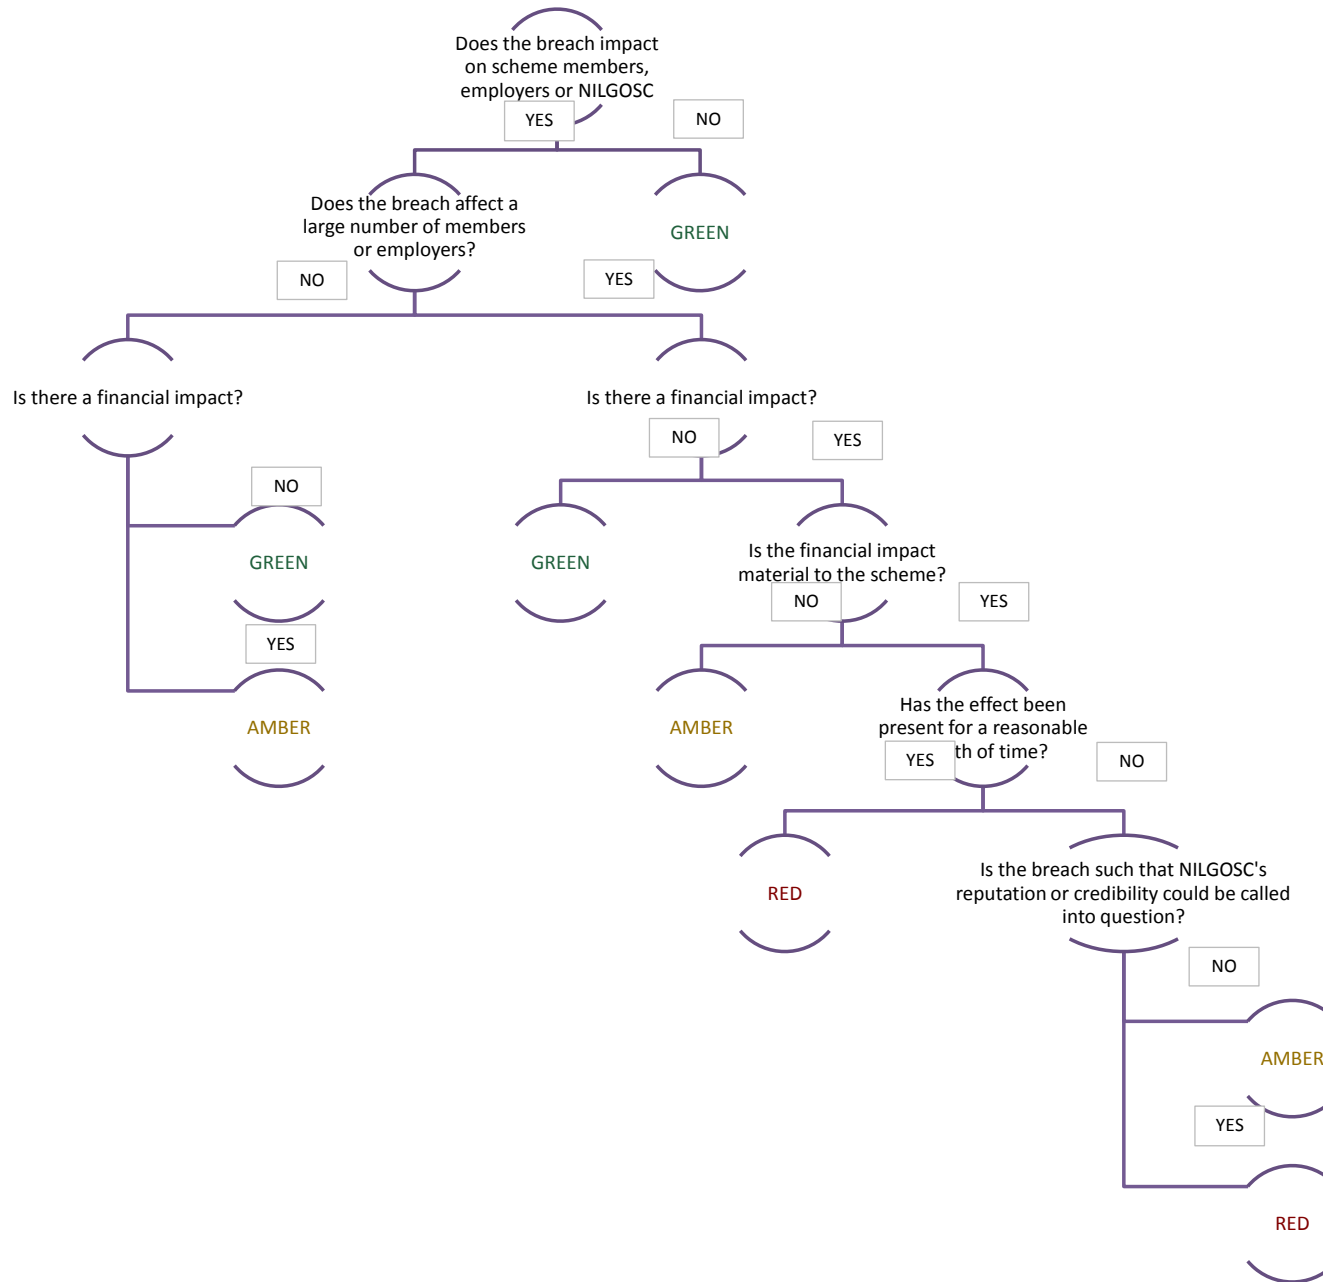 Does the breach impact
on scheme members,
employers or NILGOSC
YES
NO
Does the breach affect a
large number of members
or employers?
GREEN
NO
YES
Is there a financial impact?
Is there a financial impact?
NO
YES
NO
GREEN
GREEN
Is the financial impact
material to the scheme?
NO
YES
YES
AMBER
AMBER
Has the effect been
present for a reasonable
th of time?
YES
NO
RED
Is the breach such that NILGOSC's
reputation or credibility could be called
into question?
NO
AMBER
YES
RED